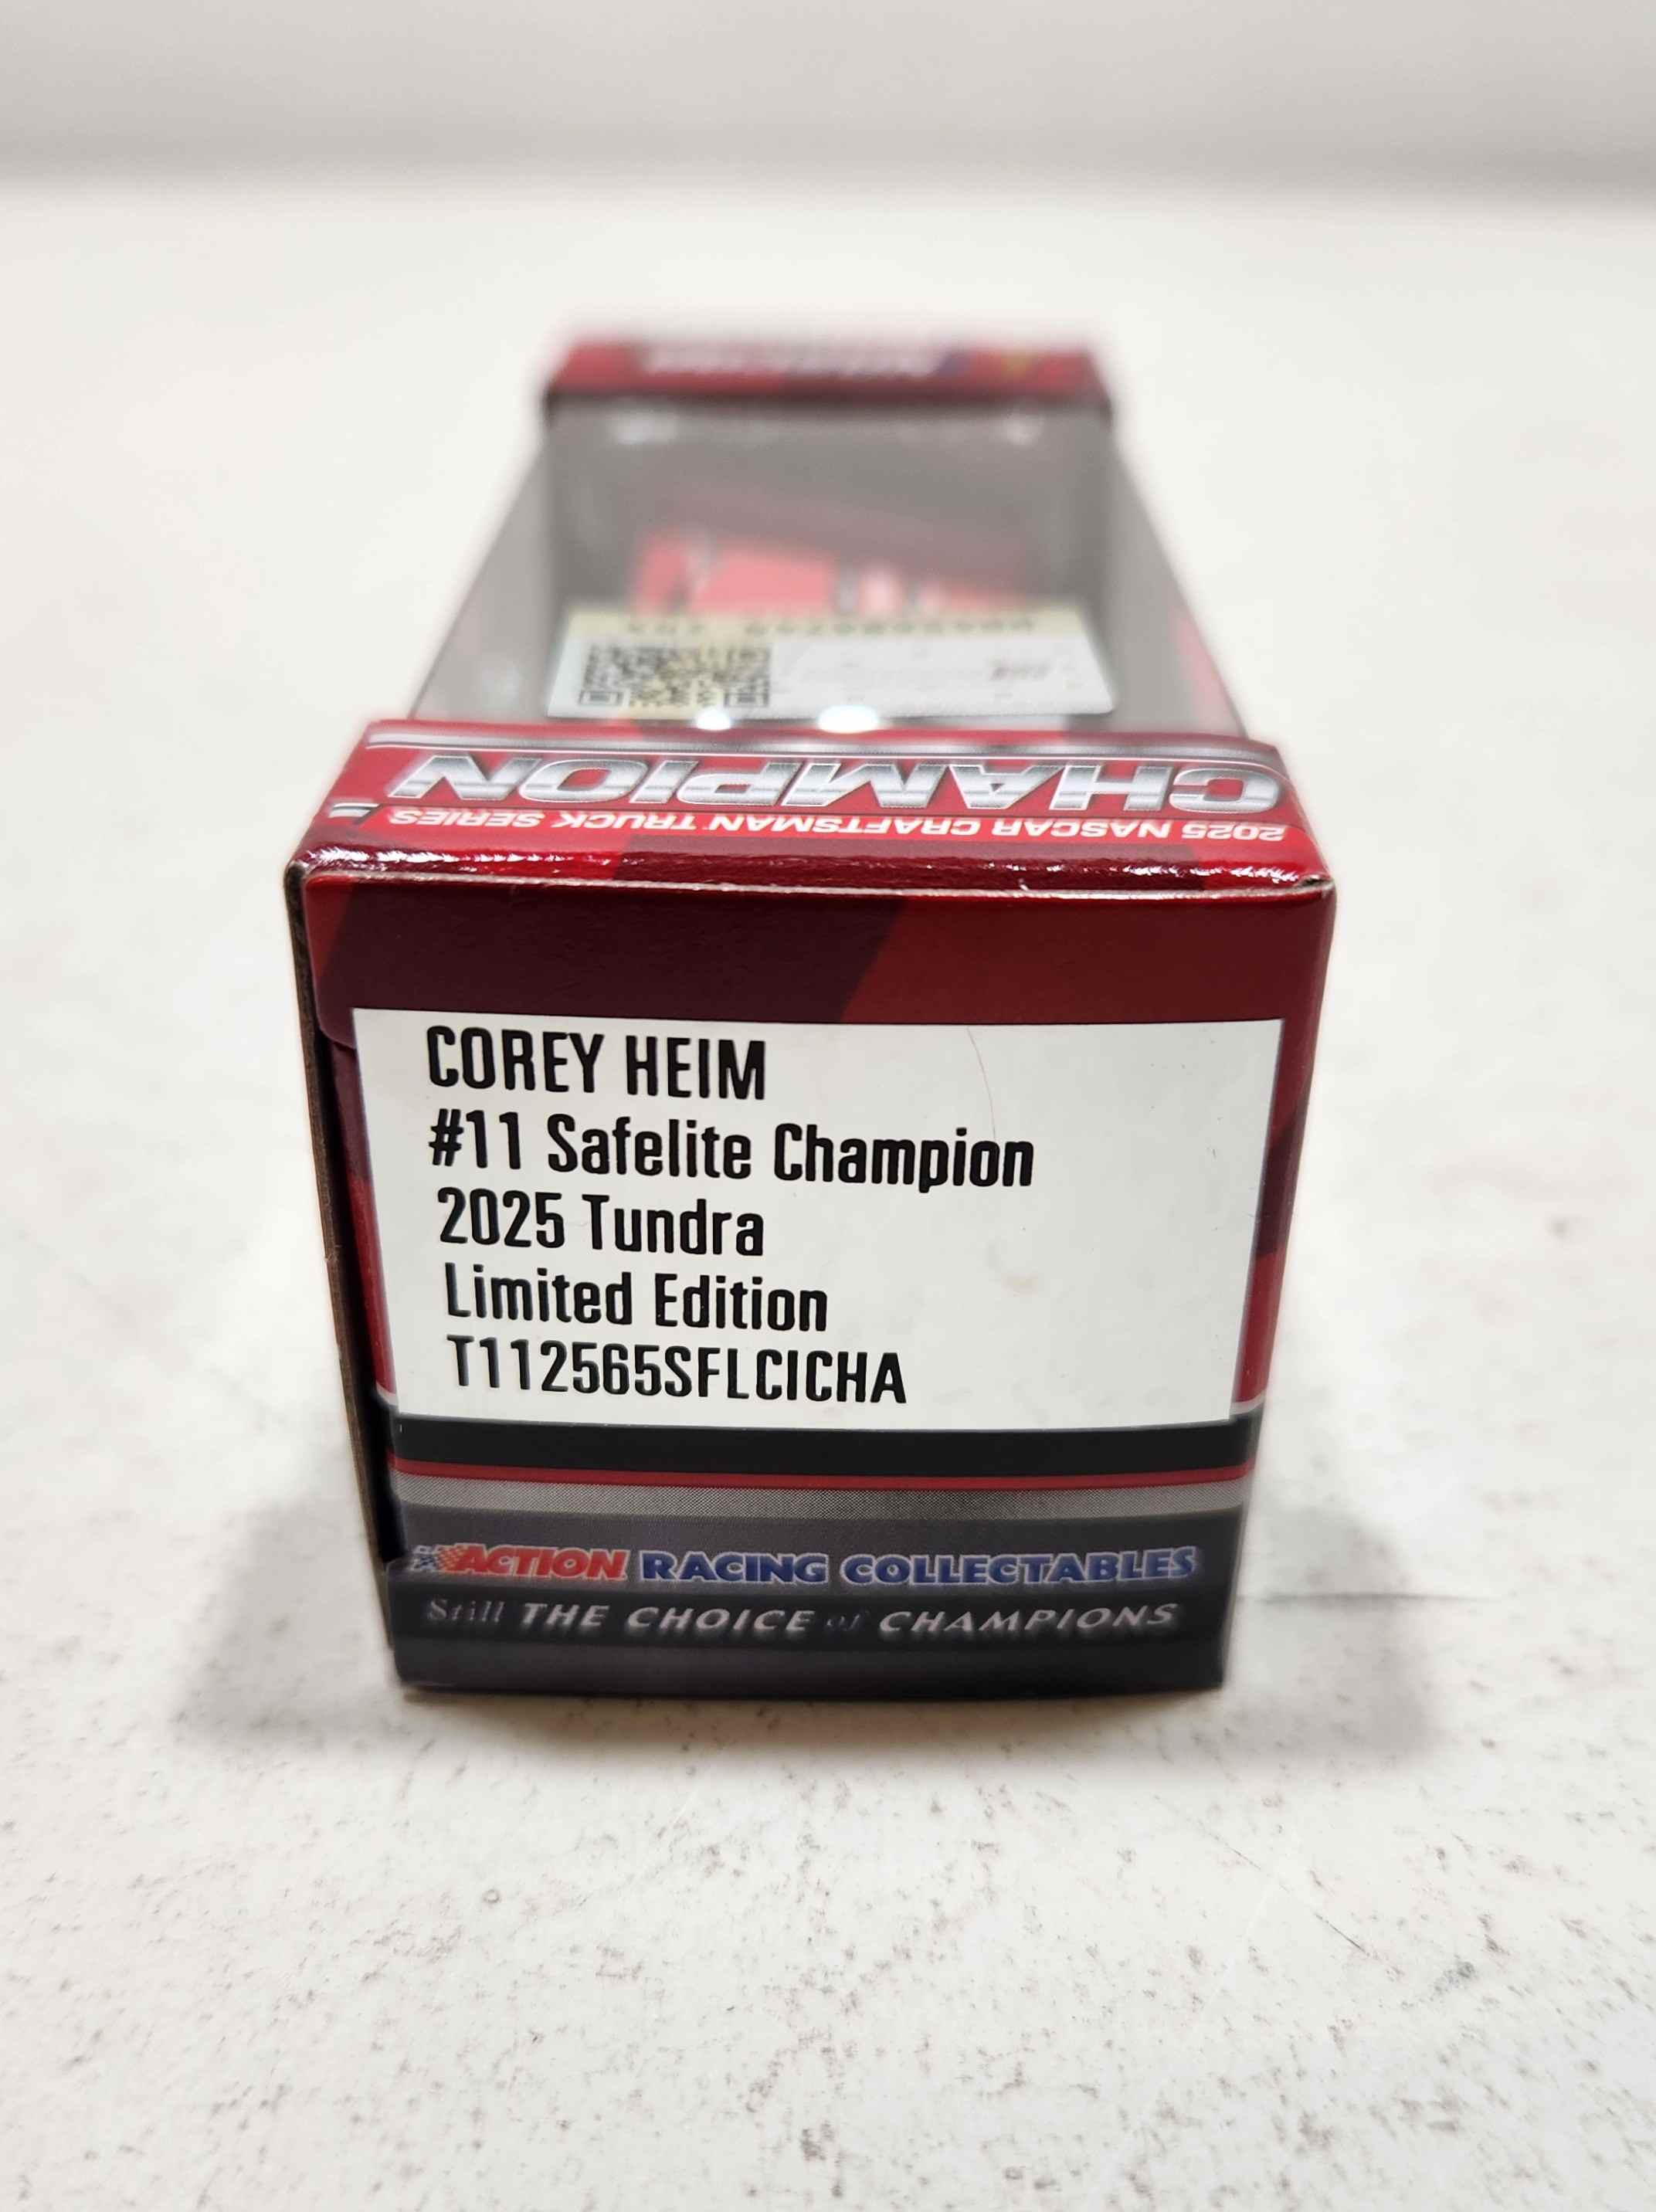 CHAMPION
2025 NASCAR CRAFTSMAN TRUCK SERIES
COREY HEIM
#11 Safelite Champion
2025 Tundra
Limited Edition
T112565SFLCICHA
ACTION RACING COLLECTABLES
Still THE CHOICE of CHAMPIONS